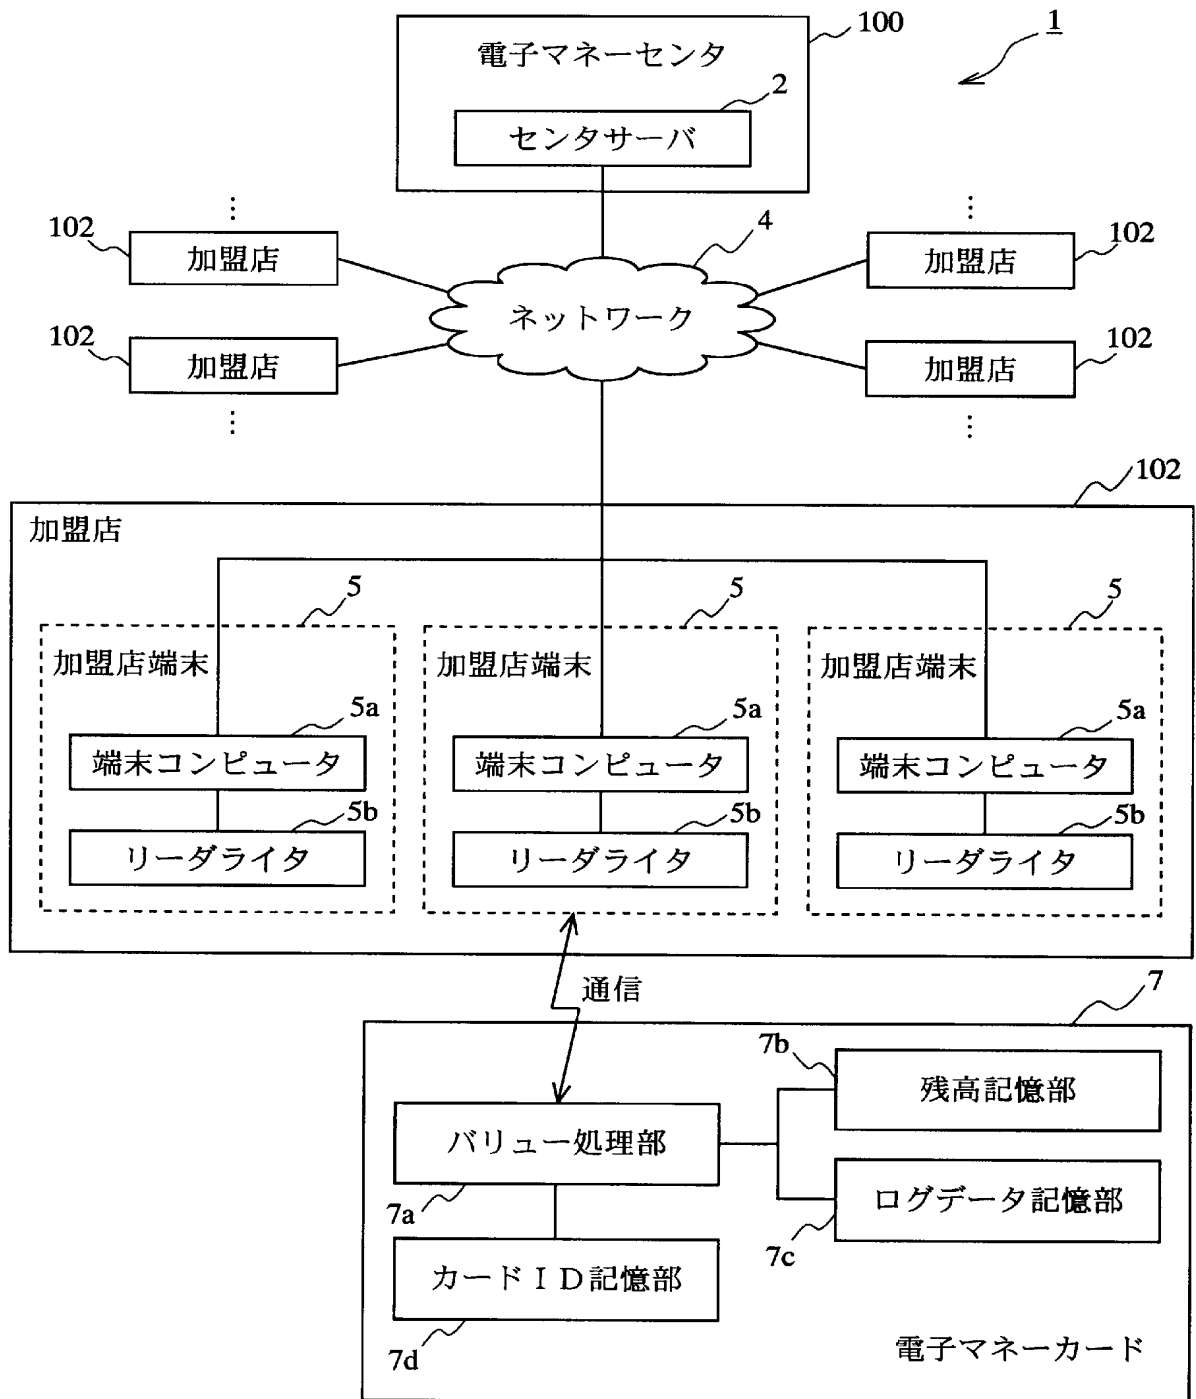 100
1
電子マネーセンタ
2
センタサーバ
⋮
⋮
102
加盟店
4
加盟店
102
ネットワーク
102
加盟店
加盟店
102
⋮
⋮
102
加盟店
5
5
5
加盟店端末
加盟店端末
加盟店端末
5a
5a
5a
端末コンピュータ
端末コンピュータ
端末コンピュータ
5b
5b
5b
リーダライタ
リーダライタ
リーダライタ
通信
7
7b
残高記憶部
バリュー処理部
ログデータ記憶部
7a
7c
カードＩＤ記憶部
7d
電子マネーカード